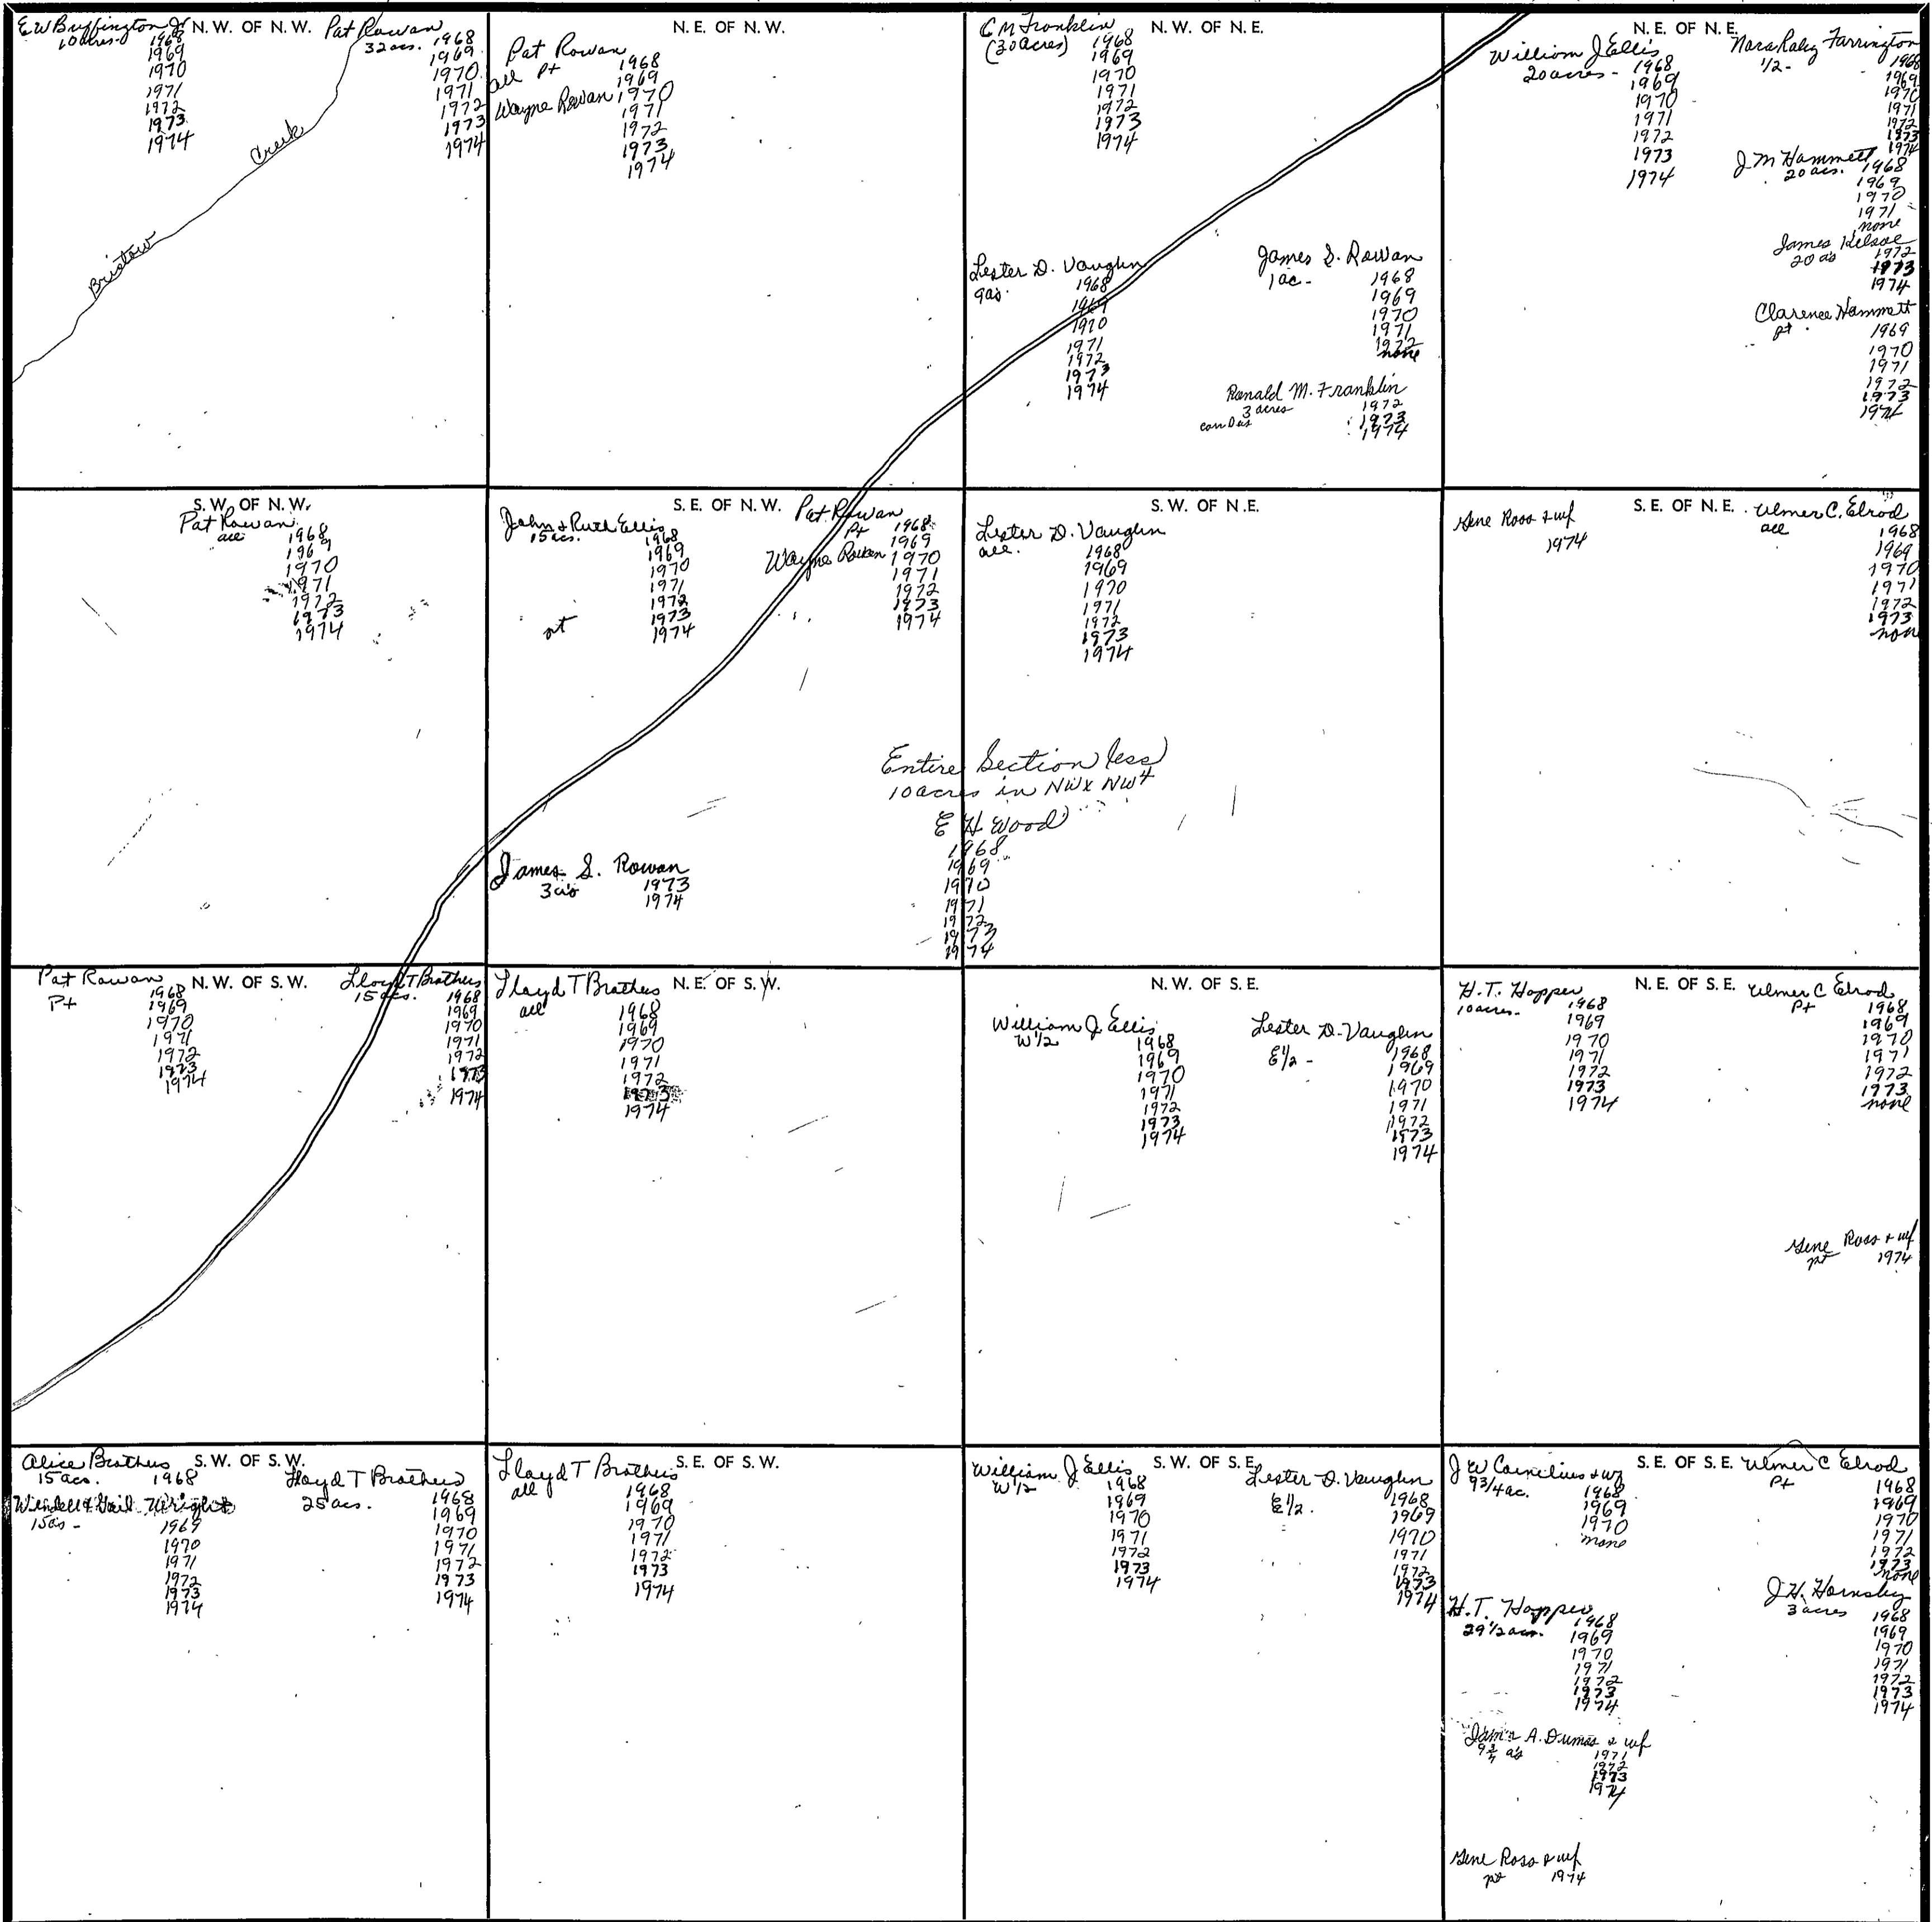 E W Buffington Jr
10 acres-
1968
1969
1970
1971
1972
1973
1974
N.W. OF N.W.
Pat Rowan
32 acs. 1968
1969
1970
1971
1972
1973
1974
Bristow Creek
N.E. OF N.W.
Pat Rowan
all Pt 1968
1969
Wayne Rowan 1970
1971
1972
1973
1974
N.W. OF N.E.
C M Franklin
(30 acres) 1968
1969
1970
1971
1972
1973
1974
Lester D. Vaughn
9 as. 1968
1969
1970
1971
1972
1973
1974
James S. Rowan
1 ac- 1968
1969
1970
1971
1972
none
Ronald M. Franklin
3 acres 1972
1973
1974
N.E. OF N.E.
William J Ellis
20 acres- 1968
1969
1970
1971
1972
1973
1974
Nora Raley Farrington
1/2- 1968
1969
1970
1971
1972
1973
1974
J M Hammett
20 acs. 1968
1969
1970
1971
none
James Kelsoe
20 as 1972
1973
1974
Clarence Hammett
pt 1969
1970
1971
1972
1973
1974
S.W. OF N.W.
Pat Rowan
all 1968
1969
1970
1971
1972
1973
1974
S.E. OF N.W.
John & Ruth Ellis
15 acs. 1968
1969
1970
1971
1972
1973
1974
Pat Rowan
Pt 1968
1969
Wayne Rowan 1970
1971
1972
1973
1974
James S. Rowan
3 a's 1973
1974
S.W. OF N.E.
Lester D. Vaughn
all. 1968
1969
1970
1971
1972
1973
1974
Entire Section less
10 acres in NW x NW4
E H Wood
1968
1969
1970
1971
1972
1973
1974
S.E. OF N.E.
Gene Ross & wf
1974
Ulmer C. Elrod
all 1968
1969
1970
1971
1972
1973
none
N.W. OF S.W.
Pat Rowan
Pt 1968
1969
1970
1971
1972
1973
1974
Lloyd T Brothers
15 acs. 1968
1969
1970
1971
1972
1973
1974
N.E. OF S.W.
Lloyd T Brothers
all 1968
1969
1970
1971
1972
1973
1974
N.W. OF S.E.
William J. Ellis
W 1/2 1968
1969
1970
1971
1972
1973
1974
Lester D. Vaughn
E 1/2 - 1968
1969
1970
1971
1972
1973
1974
N.E. OF S.E.
H.T. Hopper
10 acres- 1968
1969
1970
1971
1972
1973
1974
Ulmer C Elrod
Pt 1968
1969
1970
1971
1972
1973
none
Gene Ross & wf
pt 1974
S.W. OF S.W.
Alice Brothers
15 acs. 1968
Wendell & Gail Wright
15 as- 1969
1970
1971
1972
1973
1974
Lloyd T Brothers
25 acs. 1968
1969
1970
1971
1972
1973
1974
S.E. OF S.W.
Lloyd T Brothers
all 1968
1969
1970
1971
1972
1973
1974
S.W. OF S.E.
William J Ellis
W 1/2 1968
1969
1970
1971
1972
1973
1974
Lester D. Vaughn
E 1/2. 1968
1969
1970
1971
1972
1973
1974
S.E. OF S.E.
J W Cornelius & wf
9 3/4 ac. 1968
1969
1970
none
Ulmer C Elrod
Pt 1968
1969
1970
1971
1972
1973
none
H.T. Hopper
29 1/2 acs. 1968
1969
1970
1971
1972
1973
1974
J.H. Hornsby
3 acres 1968
1969
1970
1971
1972
1973
1974
James A. Dumas & wf
9 3/4 a's 1971
1972
1973
1974
Gene Ross & wf
pt 1974